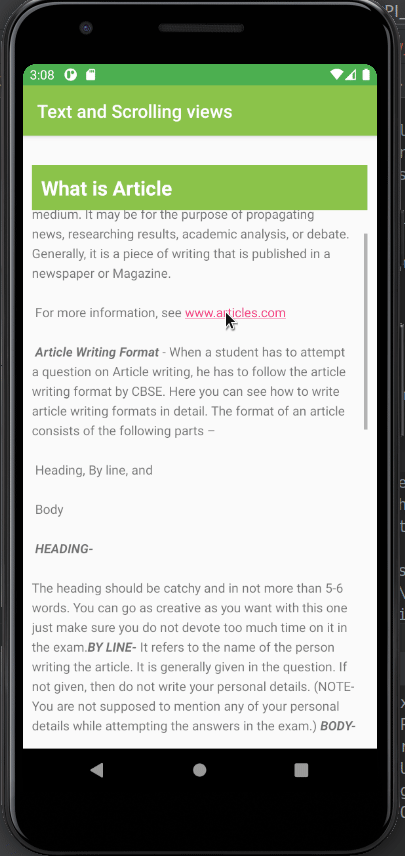 3:08
Text and Scrolling views
What is Article
medium. It may be for the purpose of propagating
news, researching results, academic analysis, or debate.
Generally, it is a piece of writing that is published in a
newspaper or Magazine.
For more information, see www.articles.com
Article Writing Format - When a student has to attempt
a question on Article writing, he has to follow the article
writing format by CBSE. Here you can see how to write
article writing formats in detail. The format of an article
consists of the following parts –
Heading, By line, and
Body
HEADING-
The heading should be catchy and in not more than 5-6
words. You can go as creative as you want with this one
just make sure you do not devote too much time on it in
the exam.BY LINE- It refers to the name of the person
writing the article. It is generally given in the question. If
not given, then do not write your personal details. (NOTE-
You are not supposed to mention any of your personal
details while attempting the answers in the exam.) BODY-